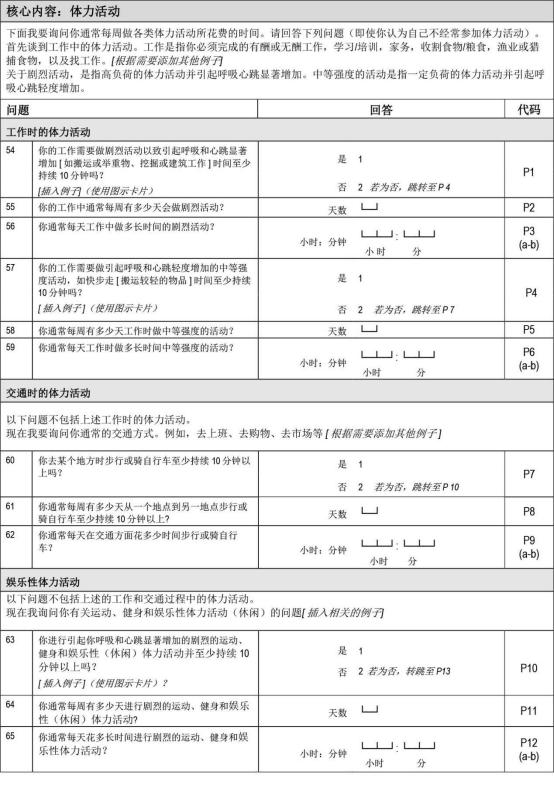 核心内容：体力活动
下面我要询问你通常每周做各类体力活动所花费的时间。请回答下列问题（即使你认为自己不经常参加体力活动）。
首先谈到工作中的体力活动。工作是指你必须完成的有酬或无酬工作，学习/培训，家务，收割食物/粮食，渔业或猎
捕食物，以及找工作。[根据需要添加其他例子]
关于剧烈活动，是指高负荷的体力活动并引起呼吸心跳显著增加。中等强度的活动是指一定负荷的体力活动并引起呼
吸心跳轻度增加。
问题 回答 代码
工作时的体力活动
54 你的工作需要做剧烈活动以致引起呼吸和心跳显著
增加 [ 如搬运或举重物、挖掘或建筑工作 ] 时间至少
持续 10 分钟吗？
[插入例子]（使用图示卡片）
是 1
否 2 若为否，跳转至 P 4
P1
55 你的工作中通常每周有多少天会做剧烈活动？ 天数 P2
56 你通常每天工作中做多长时间的剧烈活动？
小时：分钟 :
小 时 分
P3
(a-b)
57 你的工作需要做引起呼吸和心跳轻度增加的中等强
度活动，如快步走 [ 搬运较轻的物品 ] 时间至少持续
10 分钟吗？
[ 插入例子]（使用图示卡片）
是 1
否 2 若为否，跳转至 P 7
P4
58 你通常每周有多少天工作时做中等强度的活动？ 天数 P5
59 你通常每天工作时做多长时间中等强度的活动？
小时：分钟 :
小时 分
P6
(a-b)
交通时的体力活动
以下问题不包括上述工作时的体力活动。
现在我要询问你通常的交通方式。例如，去上班、去购物、去市场等 [ 根据需要添加其他例子 ]
60 你去某个地方时步行或骑自行车至少持续 10 分钟以
上吗？
是 1
否 2 若为否，跳转至 P 10
P7
61 你通常每周有多少天从一个地点到另一地点步行或
骑自行车至少持续 10 分钟以上?
天数
P8
62 你通常每天在交通方面花多少时间步行或骑自行
车？
小时：分钟 :
小时 分
P9
(a-b)
娱乐性体力活动
以下问题不包括上述的工作和交通过程中的体力活动。
现在我询问你有关运动、健身和娱乐性体力活动（休闲）的问题[ 插入相关的例子]
63 你进行引起你呼吸和心跳显著增加的剧烈的运动、
健身和娱乐性（休闲）体力活动并至少持续 10
分钟以上吗？
[ 插入例子]（使用图示卡片）?
是 1
否 2 若为否，转跳至 P13
P10
64 你通常每周有多少天进行剧烈的运动、健身和娱乐
性（休闲）体力活动?
天数
P11
65 你通常每天花多长时间进行剧烈的运动、健身和娱
乐性体力活动？
小时：分钟 :
小时 分
P12
(a-b)